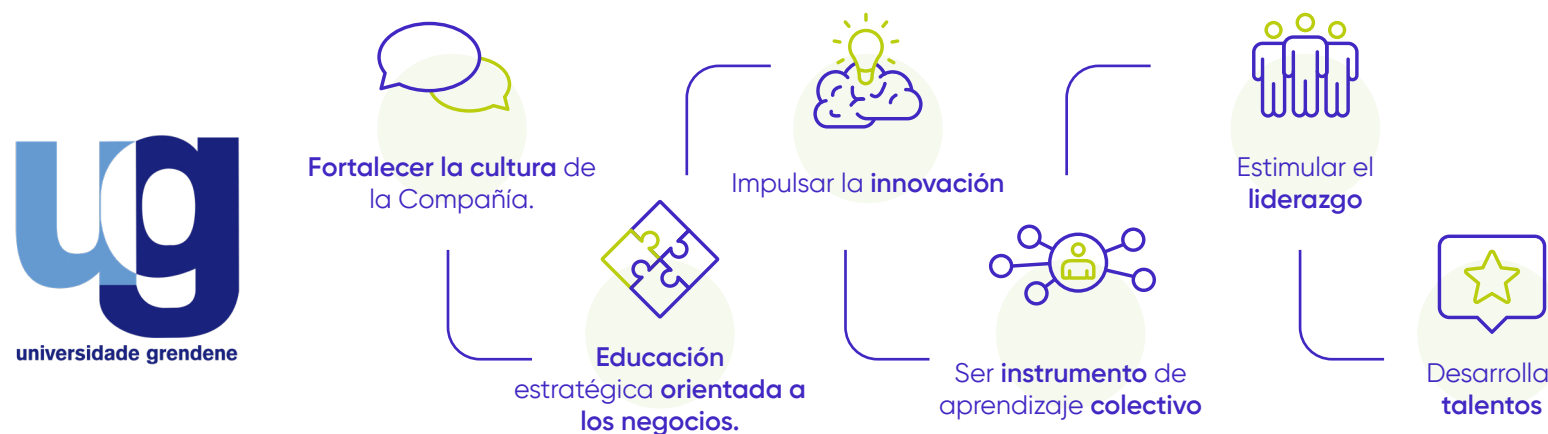 ug
universidade grendene
Fortalecer la cultura de
la Compañía.
Educación
estratégica orientada a
los negocios.
Impulsar la innovación
Ser instrumento de
aprendizaje colectivo
Estimular el
liderazgo
Desarrolla
talentos